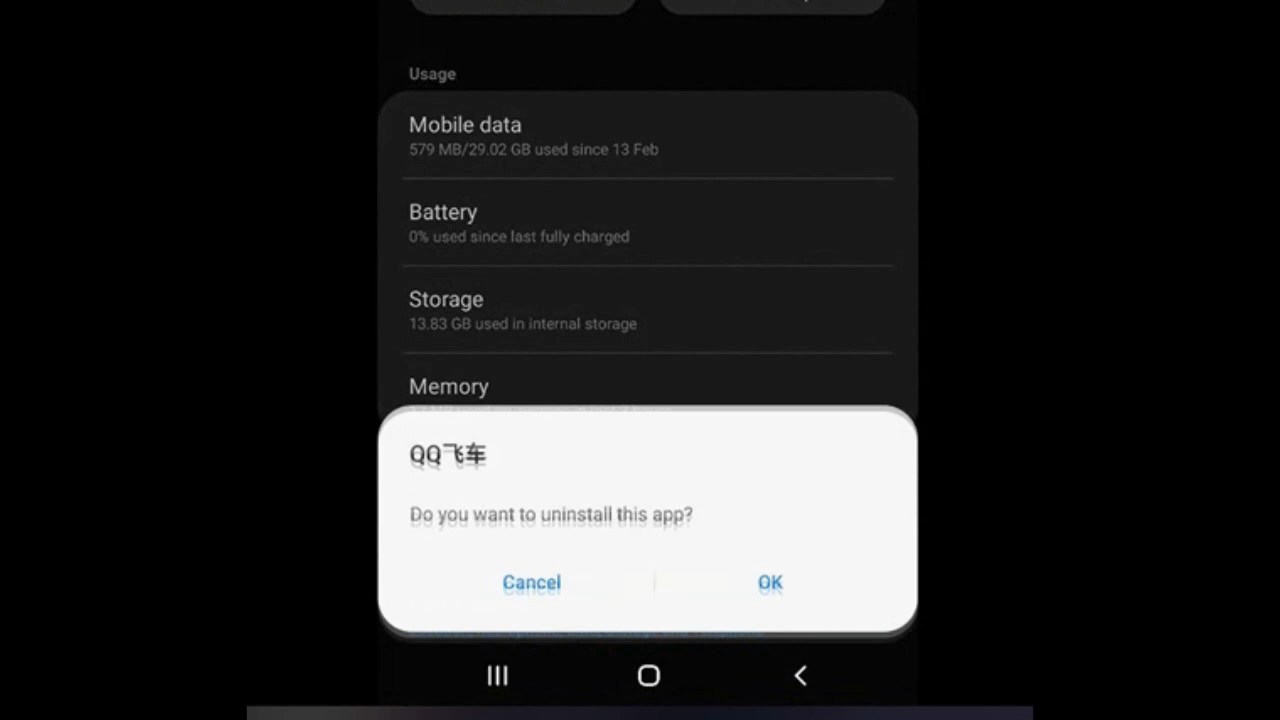 Usage
Mobile data
579 MB/29.02 GB used since 13 Feb
Battery
0% used since last fully charged
Storage
13.83 GB used in internal storage
Memory
QQ飞车
Do you want to uninstall this app?
Cancel
OK